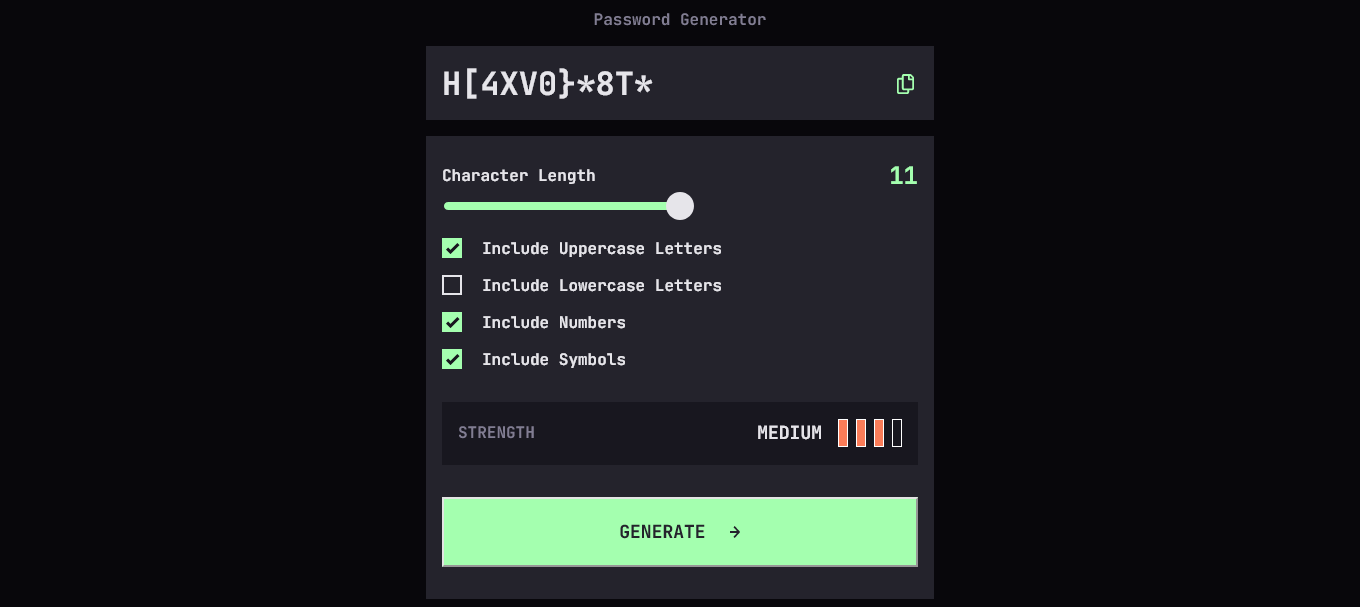 Password Generator
H[4XV0}*8T*
Character Length
11
Include Uppercase Letters
Include Lowercase Letters
Include Numbers
Include Symbols
STRENGTH
MEDIUM
GENERATE →